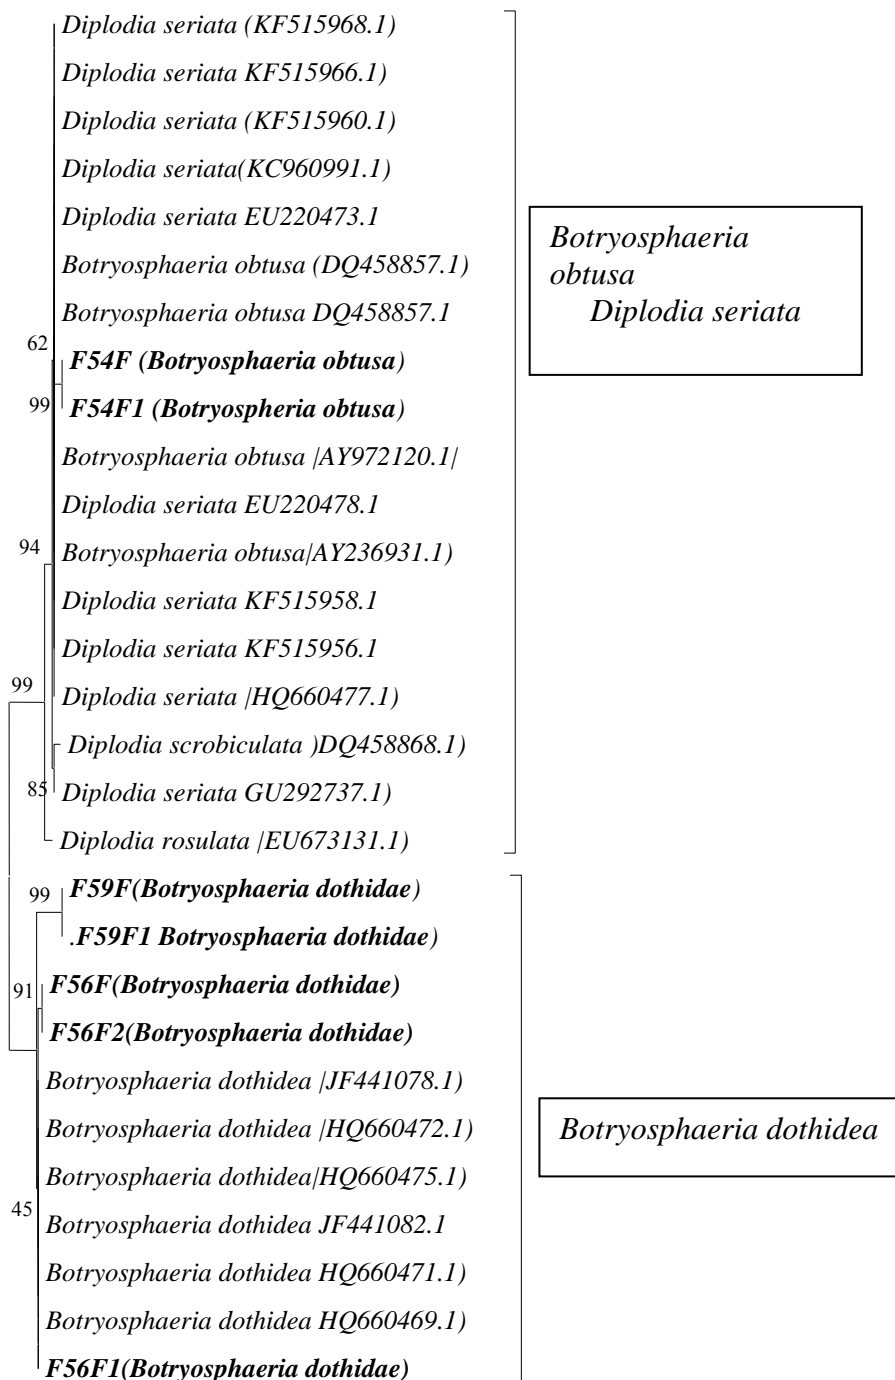 Diplodia seriata (KF515968.1)
Diplodia seriata KF515966.1)
Diplodia seriata (KF515960.1)
Diplodia seriata(KC960991.1)
Diplodia seriata EU220473.1
Botryosphaeria obtusa (DQ458857.1)
Botryosphaeria obtusa DQ458857.1
62
F54F (Botryosphaeria obtusa)
99
F54F1 (Botryospheria obtusa)
Botryosphaeria obtusa |AY972120.1|
Diplodia seriata EU220478.1
94
Botryosphaeria obtusa|AY236931.1)
Diplodia seriata KF515958.1
Diplodia seriata KF515956.1
99
Diplodia seriata |HQ660477.1)
Diplodia scrobiculata )DQ458868.1)
85
Diplodia seriata GU292737.1)
Diplodia rosulata |EU673131.1)
Botryosphaeria
obtusa
Diplodia seriata
99
F59F(Botryosphaeria dothidae)
.F59F1 Botryosphaeria dothidae)
91
F56F(Botryosphaeria dothidae)
F56F2(Botryosphaeria dothidae)
Botryosphaeria dothidea |JF441078.1)
Botryosphaeria dothidea |HQ660472.1)
Botryosphaeria dothidea|HQ660475.1)
45
Botryosphaeria dothidea JF441082.1
Botryosphaeria dothidea HQ660471.1)
Botryosphaeria dothidea HQ660469.1)
F56F1(Botryosphaeria dothidae)
Botryosphaeria dothidea